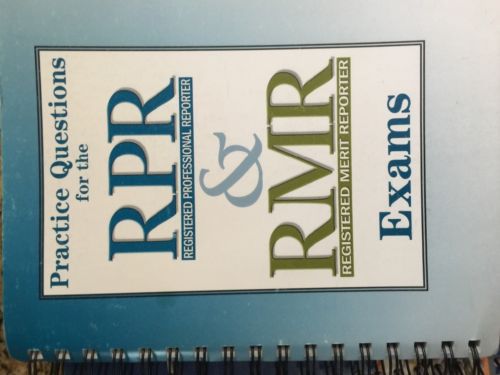 Practice Questions
for the
RPR
REGISTERED PROFESSIONAL REPORTER
&
RMR
REGISTERED MERIT REPORTER
Exams